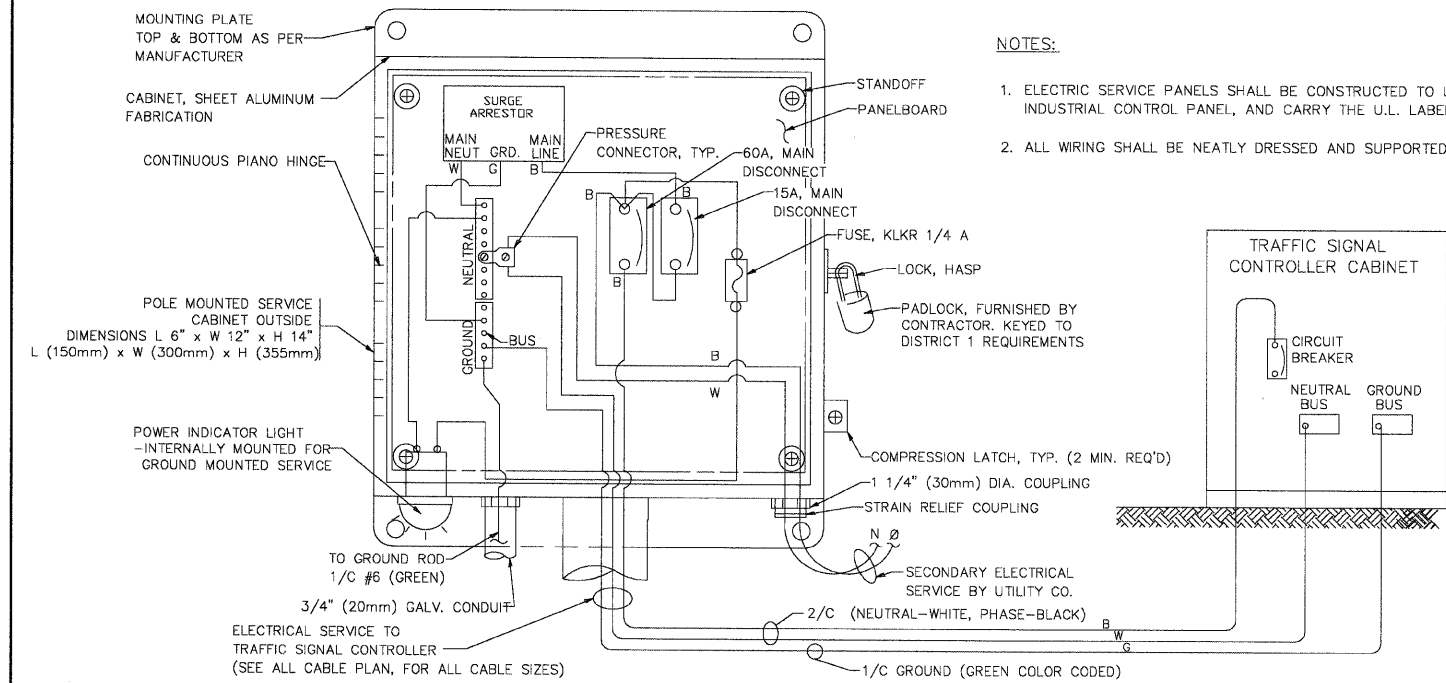 MOUNTING PLATE
TOP & BOTTOM AS PER
MANUFACTURER
CABINET, SHEET ALUMINUM
FABRICATION
CONTINUOUS PIANO HINGE
POLE MOUNTED SERVICE
CABINET OUTSIDE
DIMENSIONS L 6" x W 12" x H 14"
L (150mm) x W (300mm) x H (355mm)
POWER INDICATOR LIGHT
-INTERNALLY MOUNTED FOR
GROUND MOUNTED SERVICE
SURGE
ARRESTOR
MAIN
NEUT
GRD.
MAIN
LINE
W
G
B
PRESSURE
CONNECTOR, TYP.
60A, MAIN
DISCONNECT
15A, MAIN
DISCONNECT
B
B
B
NEUTRAL
GROUND
BUS
B
W
STANDOFF
PANELBOARD
FUSE, KLKR 1/4 A
LOCK, HASP
PADLOCK, FURNISHED BY
CONTRACTOR. KEYED TO
DISTRICT 1 REQUIREMENTS
COMPRESSION LATCH, TYP. (2 MIN. REQ'D)
1 1/4" (30mm) DIA. COUPLING
STRAIN RELIEF COUPLING
N Ø
SECONDARY ELECTRICAL
SERVICE BY UTILITY CO.
TO GROUND ROD
1/C #6 (GREEN)
3/4" (20mm) GALV. CONDUIT
ELECTRICAL SERVICE TO
TRAFFIC SIGNAL CONTROLLER
(SEE ALL CABLE PLAN, FOR ALL CABLE SIZES)
2/C (NEUTRAL-WHITE, PHASE-BLACK)
B
W
G
1/C GROUND (GREEN COLOR CODED)
NOTES:
1. ELECTRIC SERVICE PANELS SHALL BE CONSTRUCTED TO
INDUSTRIAL CONTROL PANEL, AND CARRY THE U.L.
2. ALL WIRING SHALL BE NEATLY DRESSED AND SUPPORTED
TRAFFIC SIGNAL
CONTROLLER CABINET
CIRCUIT
BREAKER
NEUTRAL
BUS
GROUND
BUS